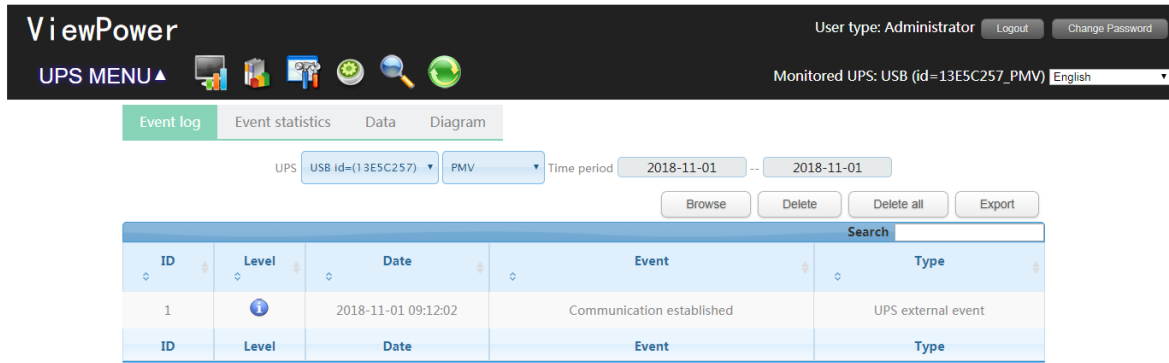 ViewPower
User type: Administrator Logout Change Password
UPS MENU▲
Monitored UPS: USB (id=13E5C257_PMV) English
Event log Event statistics Data Diagram
UPS USB id=(13E5C257) PMV Time period 2018-11-01 -- 2018-11-01
Browse Delete Delete all Export
Search
ID Level Date Event Type
1 2018-11-01 09:12:02 Communication established UPS external event
ID Level Date Event Type